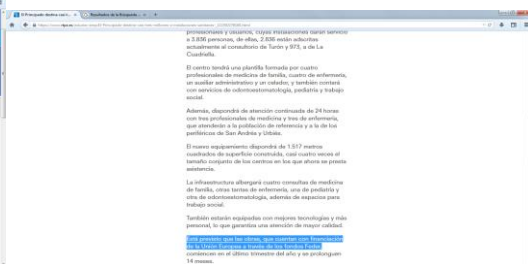 profesionales y usuarios, cuyas instalaciones darán servicio
a 3.836 personas, de ellas, 2.836 están adscritas
actualmente al consultorio de Turón y 973, a de La
Cuadriella.
El centro tendrá una plantilla formada por cuatro
profesionales de medicina de familia, cuatro de enfermería,
un auxiliar administrativo y un celador, y también contará
con servicios de odontoestomatología, pediatría y trabajo
social.
Además, dispondrá de atención continuada de 24 horas
con tres profesionales de medicina y tres de enfermería,
que atenderán a la población de referencia y a la de los
periféricos de San Andrés y Urbiés.
El nuevo equipamiento dispondrá de 1.517 metros
cuadrados de superficie construida, casi cuatro veces el
tamaño conjunto de los centros en los que ahora se presta
asistencia.
La infraestructura albergará cuatro consultas de medicina
de familia, otras tantas de enfermería, una de pediatría y
otra de odontoestomatología, además de espacios para
trabajo social.
También estarán equipadas con mejores tecnologías y más
personal, lo que garantiza una atención de mayor calidad.
Está previsto que las obras, que cuentan con financiación
de la Unión Europea a través de los fondos Feder,
comiencen en el último trimestre del año y se prolonguen
14 meses.